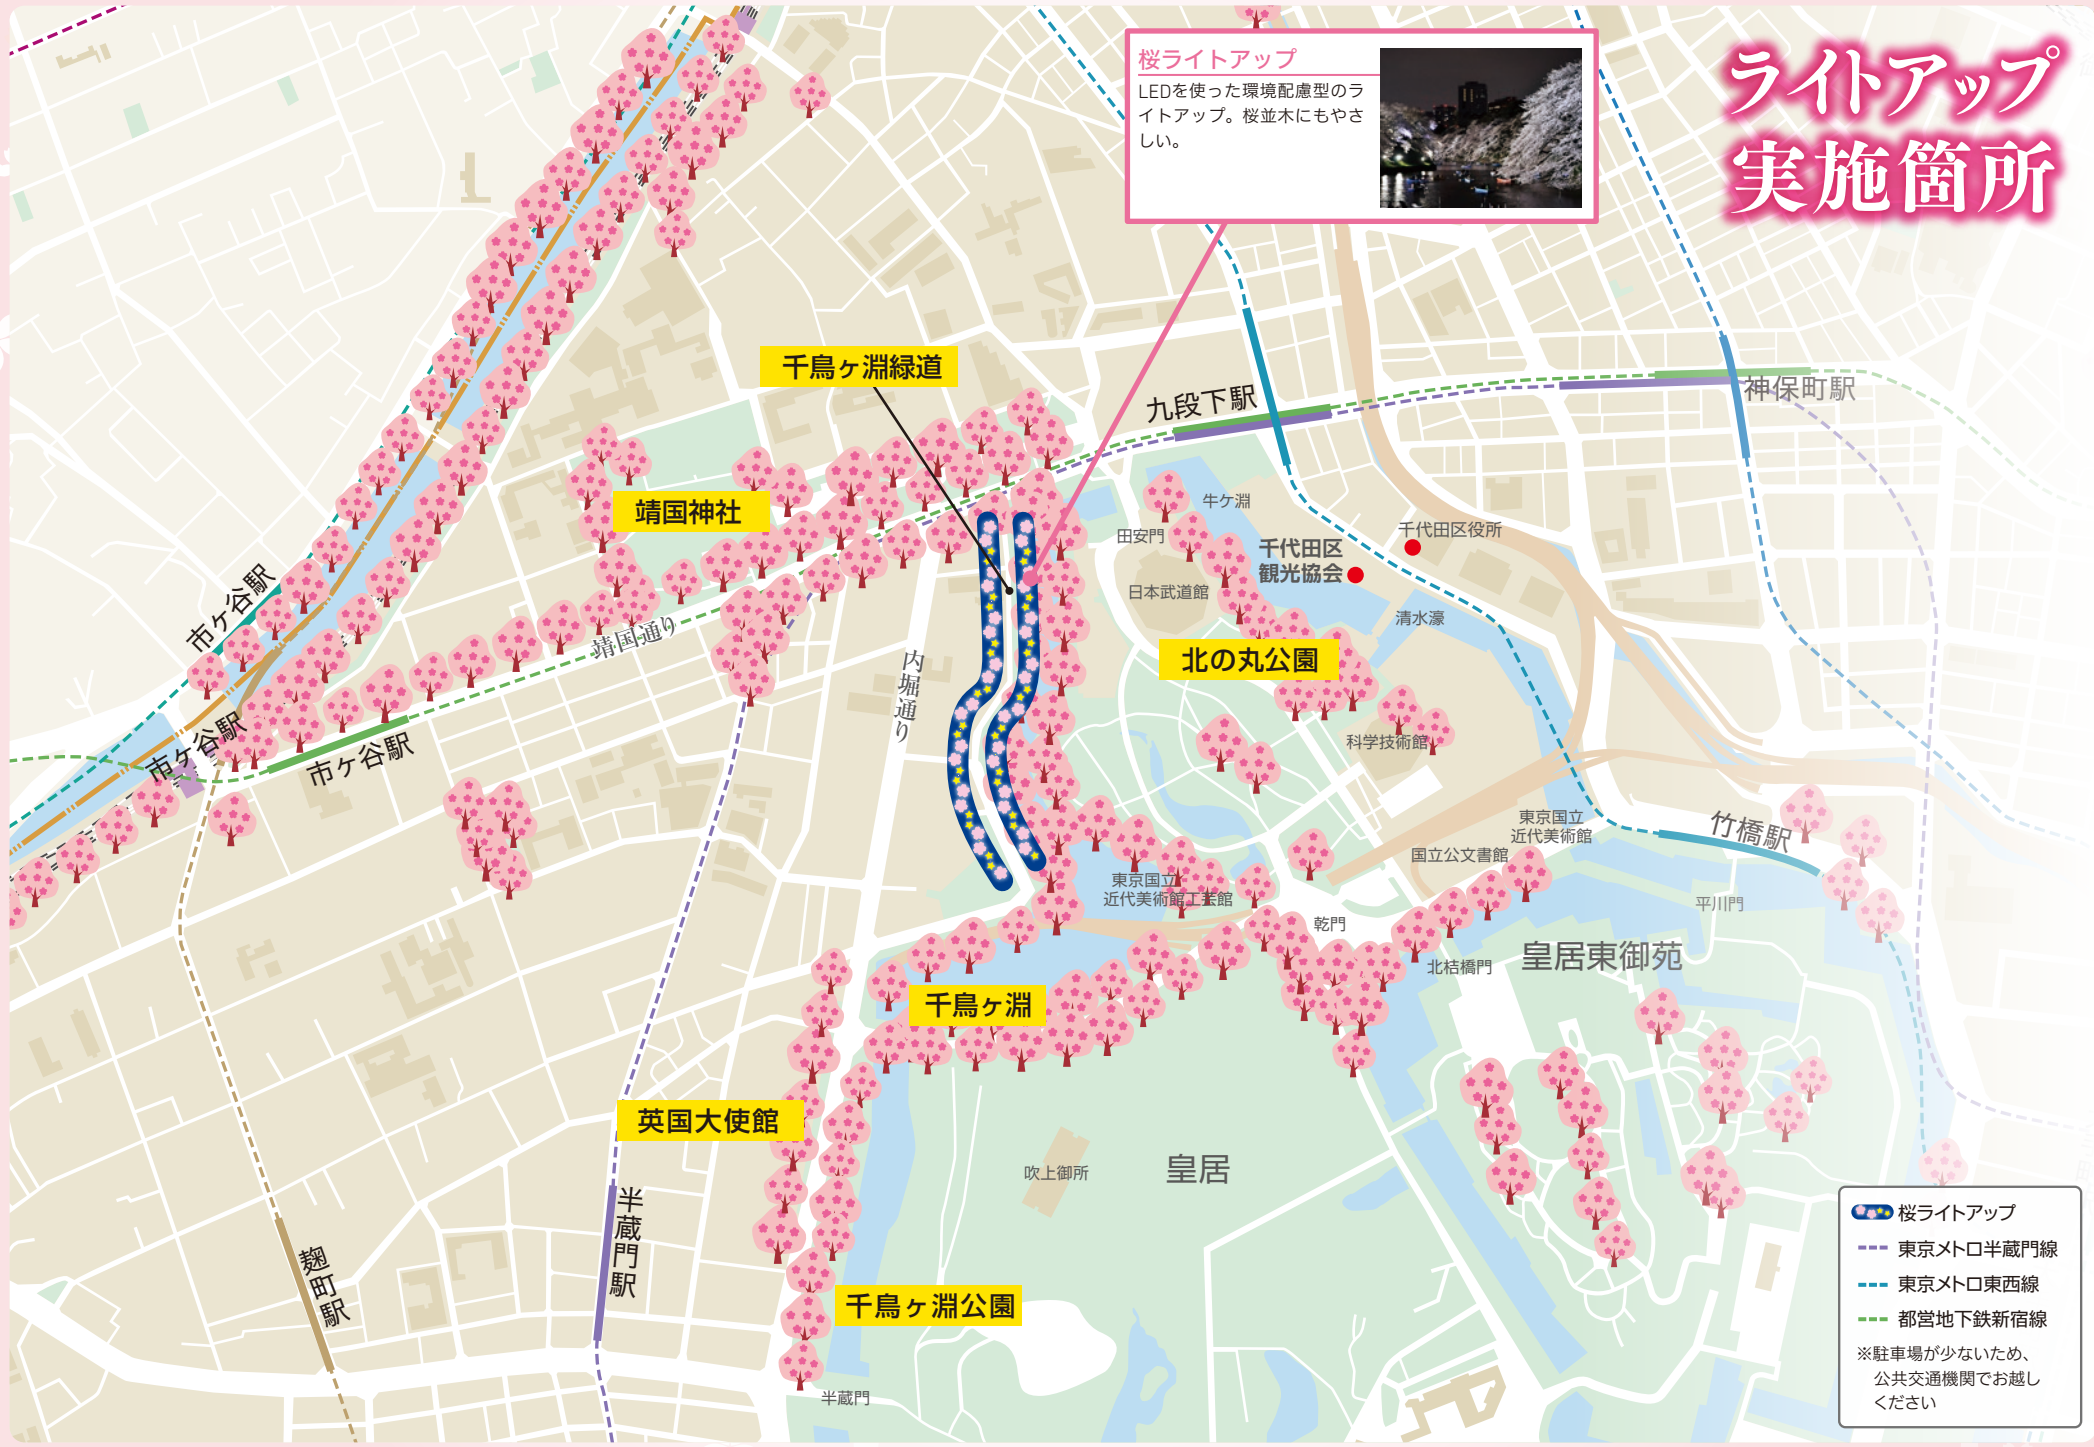 ライトアップ
実施箇所
桜ライトアップ
LEDを使った環境配慮型のラ
イトアップ。桜並木にもやさ
しい。
千鳥ヶ淵緑道
九段下駅
神保町駅
靖国神社
牛ケ淵
田安門
千代田区役所
千代田区
観光協会
日本武道館
清水濠
市ヶ谷駅
靖国通り
北の丸公園
内堀通り
市ヶ谷駅
市ヶ谷駅
科学技術館
東京国立
近代美術館
竹橋駅
国立公文書館
東京国立
近代美術館工芸館
平川門
乾門
皇居東御苑
北桔橋門
千鳥ヶ淵
英国大使館
吹上御所
皇居
半蔵門駅
麹町駅
千鳥ヶ淵公園
半蔵門
桜ライトアップ
東京メトロ半蔵門線
東京メトロ東西線
都営地下鉄新宿線
※駐車場が少ないため、
公共交通機関でお越し
ください